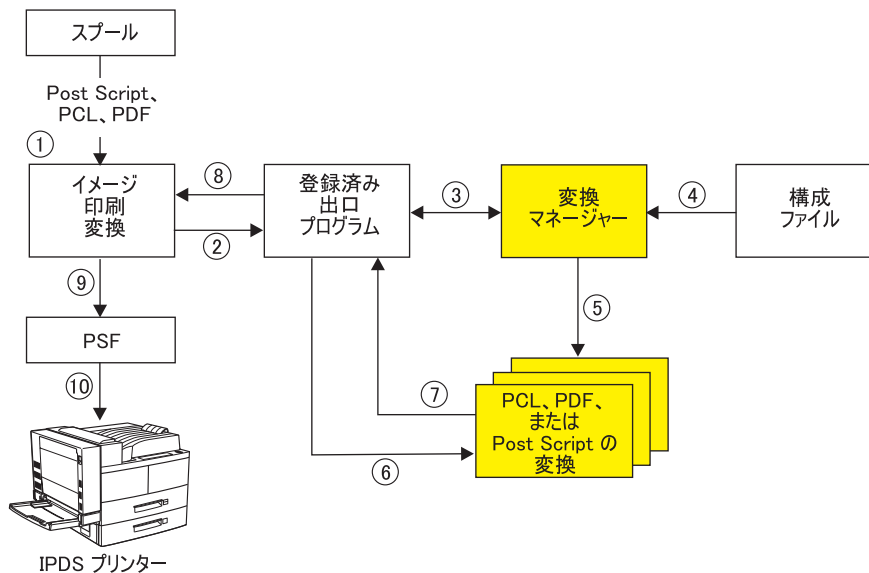 スプール
Post Script、
PCL、PDF
①
イメージ
印刷
変換
⑧
②
登録済み
出口
プログラム
③
変換
マネージャー
④
構成
ファイル
⑨
⑤
PSF
⑩
⑦
PCL、PDF、
または
Post Script の
変換
⑥
IPDS プリンター